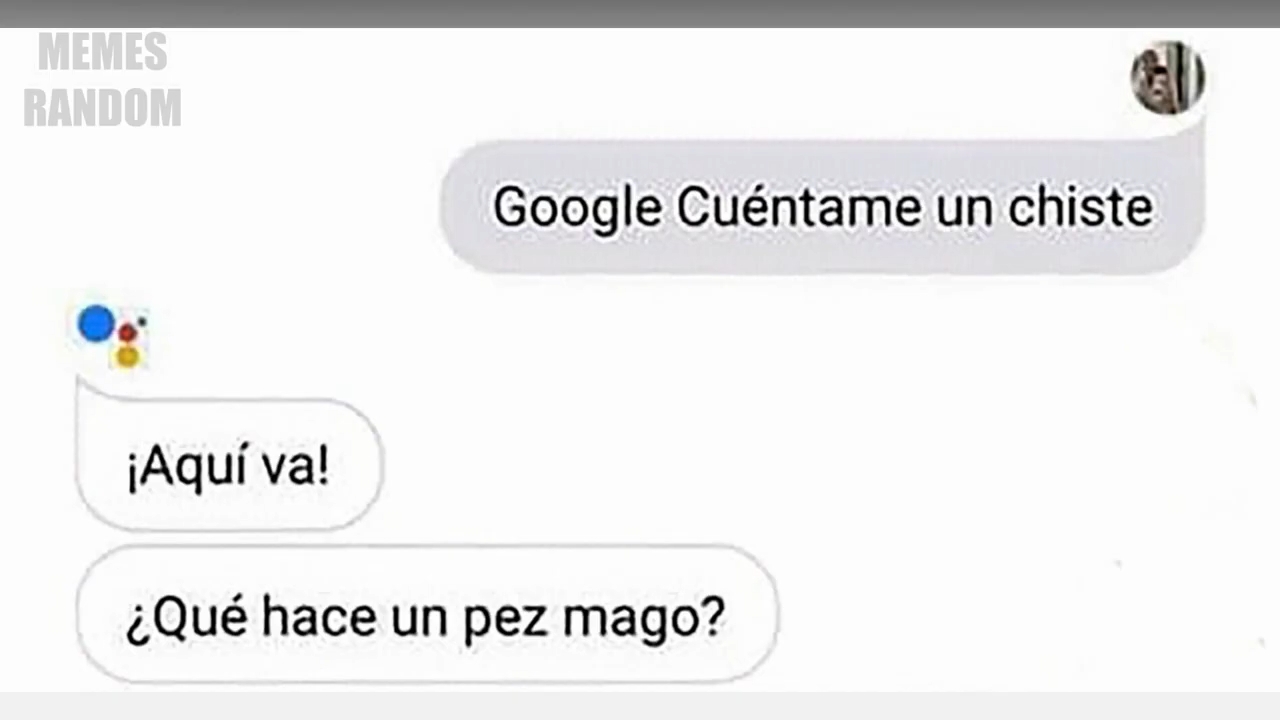 MEMES
RANDOM
Google Cuéntame un chiste
¡Aquí va!
¿Qué hace un pez mago?